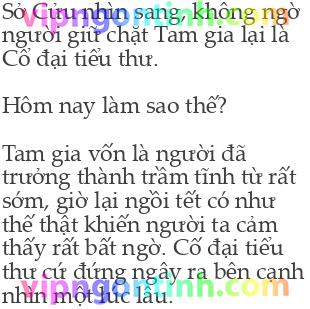 Sở Cửu nhìn sang, không ngờ
vipngontinh.com
người giữ chặt Tam gia lại là
Cổ đại tiểu thư.
Hôm nay làm sao thế?
Tam gia vốn là người đã
trưởng thành trầm tĩnh từ rất
sớm, giờ lại ngồi tết cỏ như
thế thật khiến người ta cảm
thấy rất bất ngờ. Cố đại tiểu
thư cứ đứng ngây ra bên cạnh
vipngontinh.com
nhìn một lúc lâu.